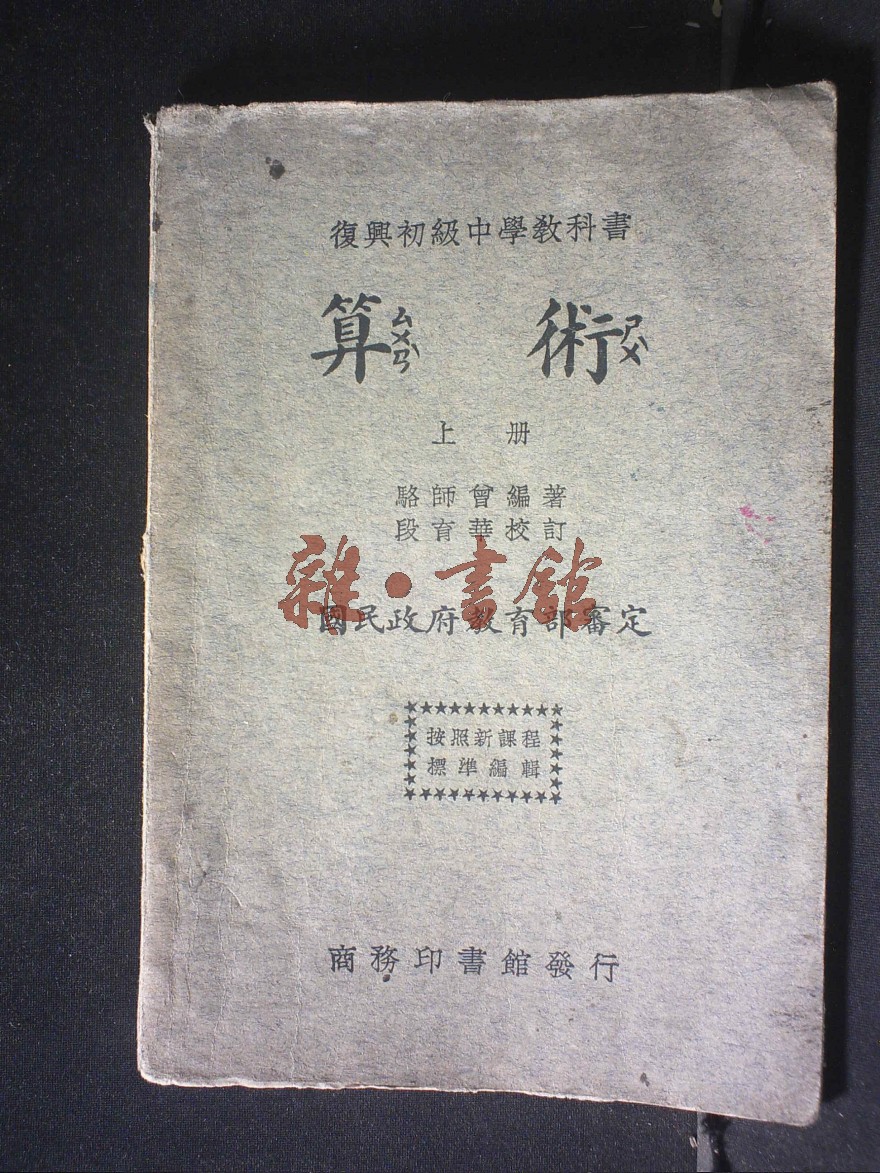 復興初級中學教科書
算ㄙㄨㄢˋ 術ㄕㄨˋ
上册
駱師曾編著
段育華校訂
雜·書館
國民政府教育部審定
按照新課程
標準編輯
商務印書館發行